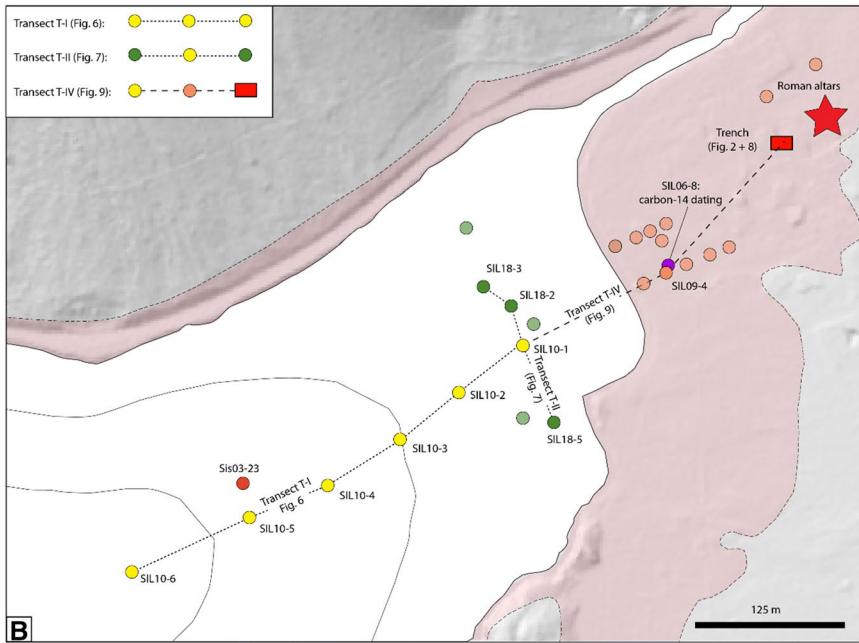 Transect T-I (Fig. 6)
Transect T-II (Fig. 7)
Transect T-IV (Fig. 9)
Roman altars
Trench
(Fig. 2 + 8)
SIL06-8:
carbon-14 dating
SIL18-3
SIL18-2
SIL09-4
Transect T-IV
(Fig. 9)
SIL10-1
Transect T-II
(Fig. 7)
SIL10-2
SIL18-5
SIL10-3
Sis03-23
Transect T-I
Fig. 6
SIL10-4
SIL10-5
SIL10-6
125 m
B